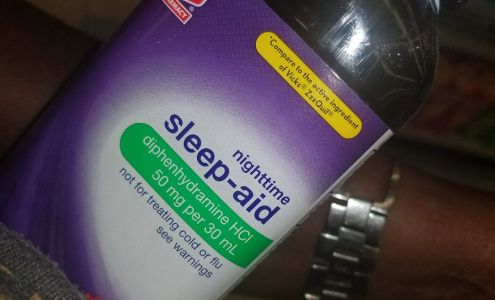 PHARMACY®
*Compare to the active ingredient
of Vicks® ZzzQuil®
nighttime
sleep-aid
diphenhydramine HCl
50 mg per 30 mL
not for treating cold or flu
see warnings